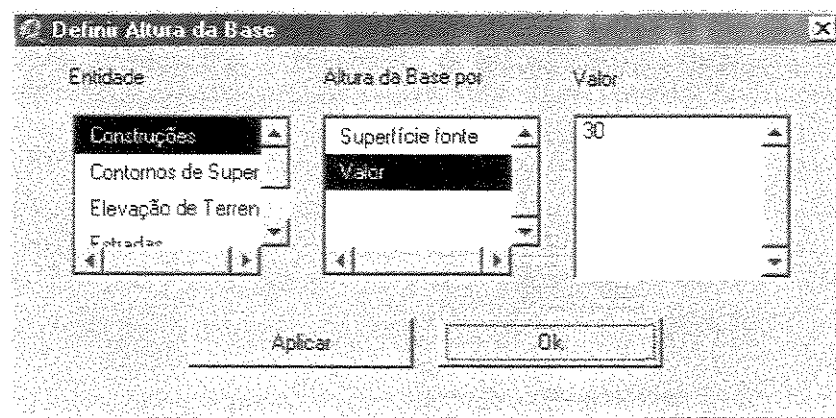 Definir Altura da Base
Entidade
Altura da Base por
Valor
Construções
Contornos de Super
Elevação de Terren
Estradas
Superfície fonte
Valor
30
Aplicar
Ok